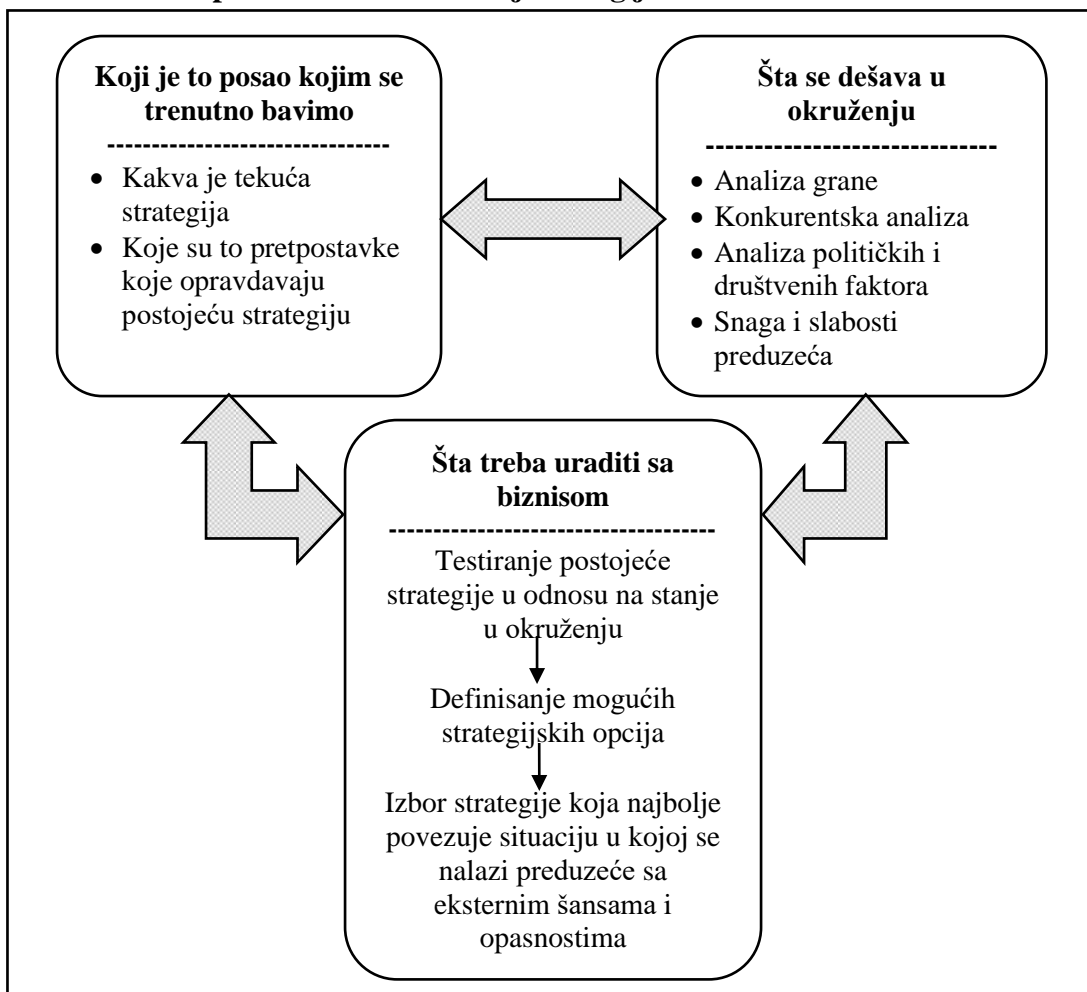 Koji je to posao kojim se
trenutno bavimo
-------------------------------
• Kakva je tekuća
strategija
• Koje su to pretpostavke
koje opravdavaju
postojeću strategiju
Šta se dešava u
okruženju
-----------------------------
• Analiza grane
• Konkurentska analiza
• Analiza političkih i
društvenih faktora
• Snaga i slabosti
preduzeća
Šta treba uraditi sa
biznisom
-----------------------------------
Testiranje postojeće
strategije u odnosu na stanje
u okruženju
Definisanje mogućih
strategijskih opcija
Izbor strategije koja najbolje
povezuje situaciju u kojoj se
nalazi preduzeće sa
eksternim šansama i
opasnostima